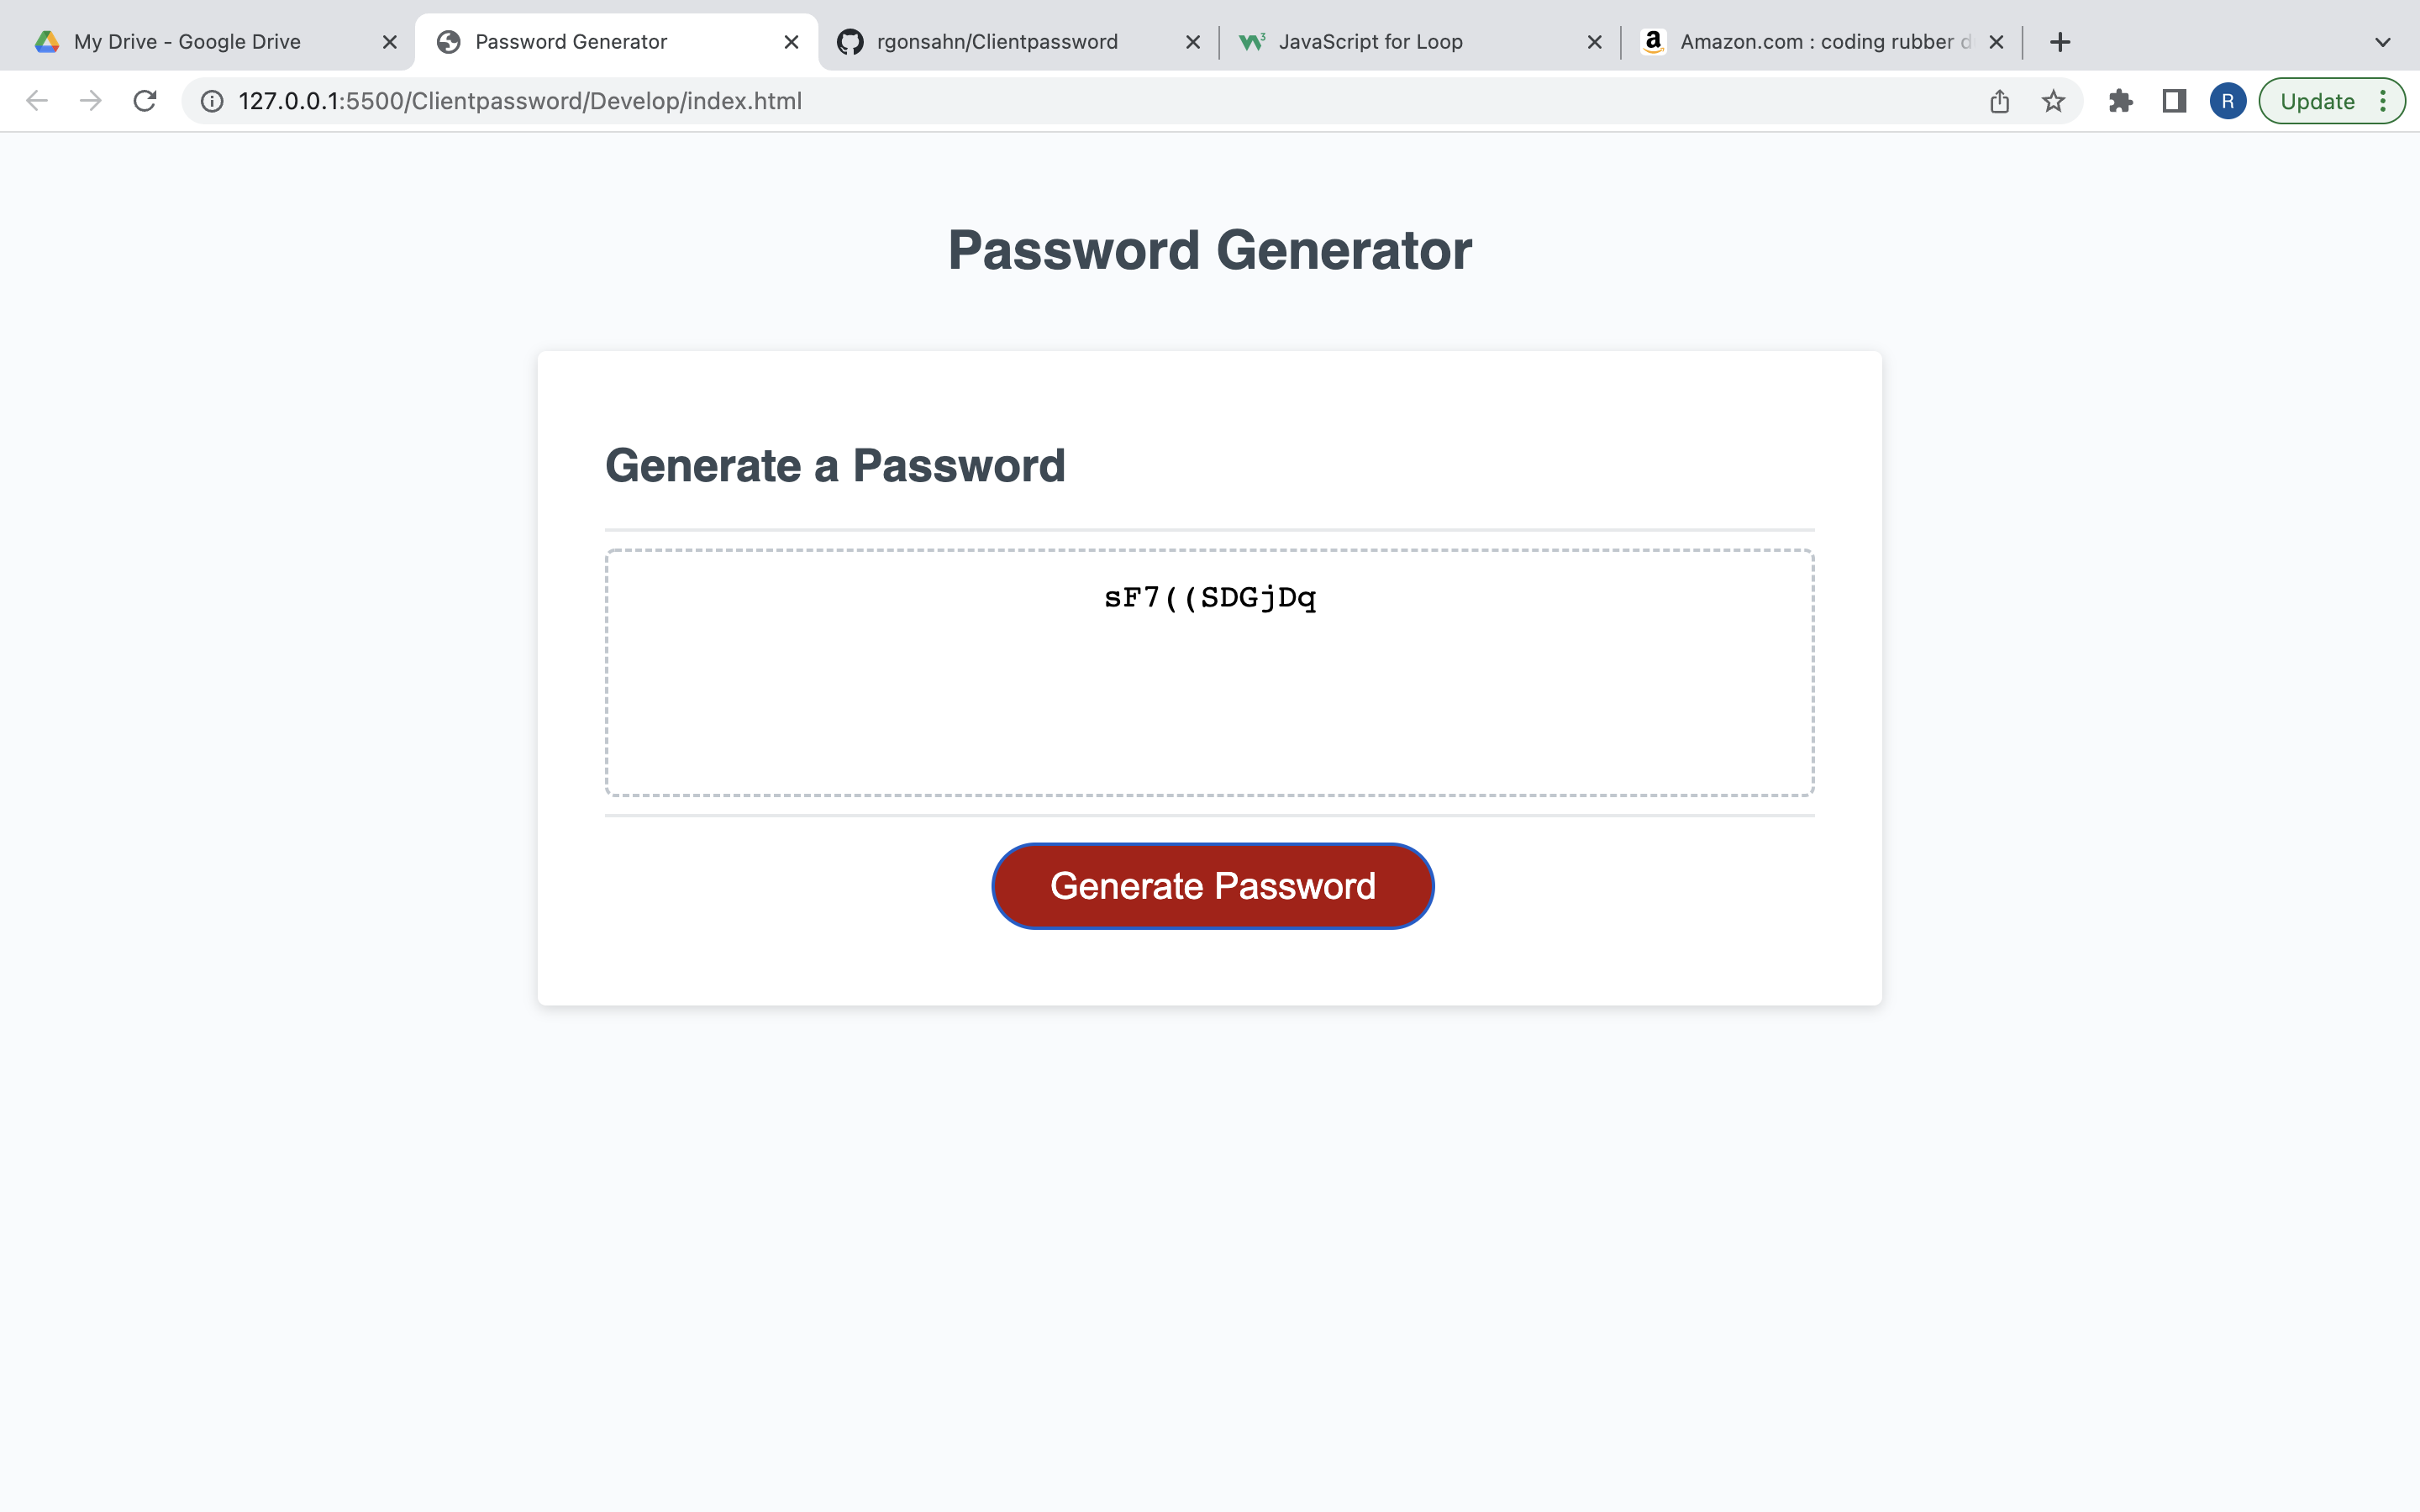 My Drive - Google Drive
Password Generator
rgonsahn/Clientpassword
JavaScript for Loop
Amazon.com : coding rubber d
127.0.0.1:5500/Clientpassword/Develop/index.html
R
Update
Password Generator
Generate a Password
sF7((SDGjDq
Generate Password